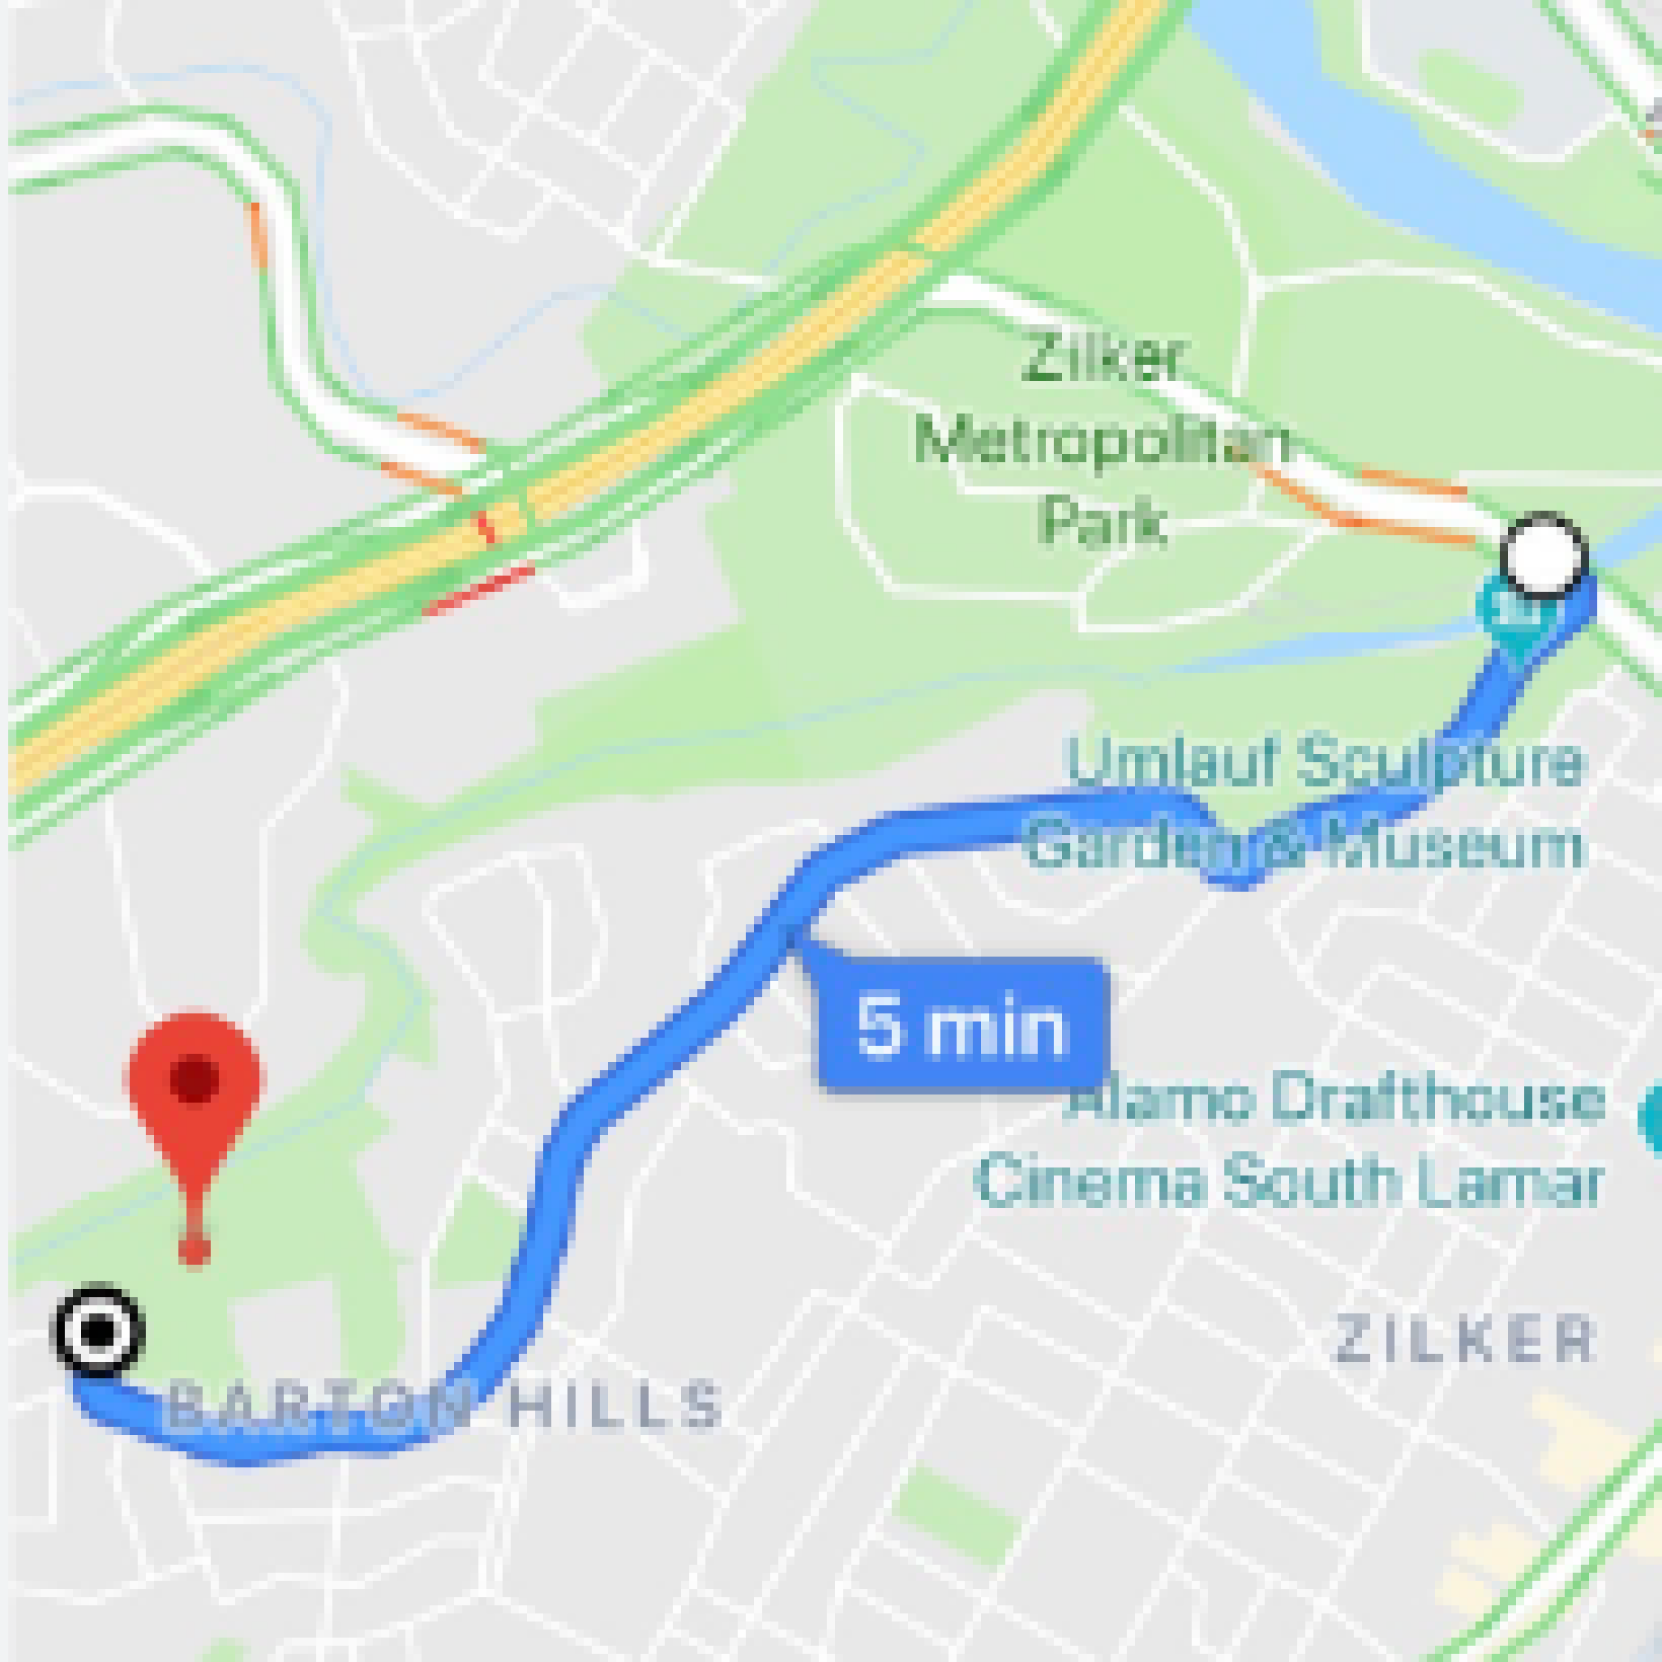 Zilker
Metropolitan
Park
Umlauf Sculpture
Garden & Museum
5 min
Alamo Drafthouse
Cinema South Lamar
ZILKER
BARTON HILLS